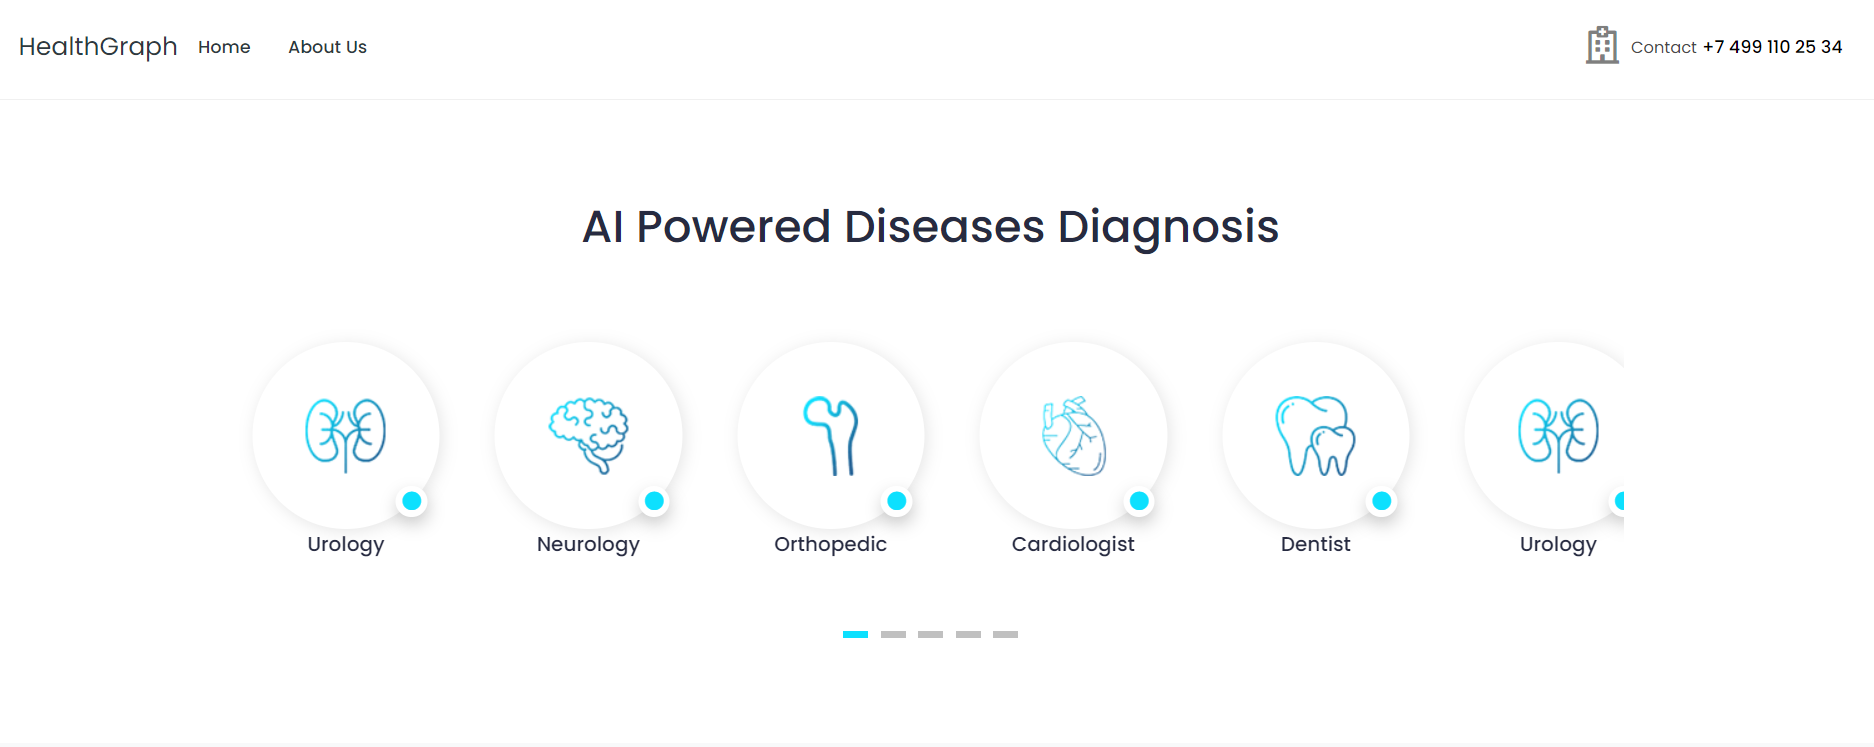 HealthGraph Home About Us Contact +7 499 110 25 34
AI Powered Diseases Diagnosis
Urology Neurology Orthopedic Cardiologist Dentist Urology